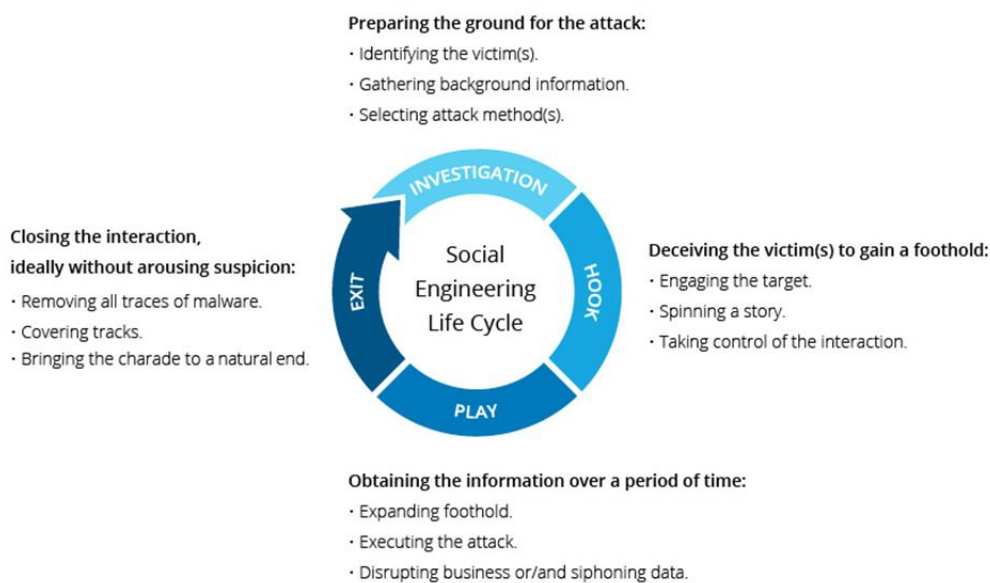 Preparing the ground for the attack:
· Identifying the victim(s).
· Gathering background information.
· Selecting attack method(s).
INVESTIGATION
HOOK
PLAY
EXIT
Social
Engineering
Life Cycle
Deceiving the victim(s) to gain a foothold:
· Engaging the target.
· Spinning a story.
· Taking control of the interaction.
Obtaining the information over a period of time:
· Expanding foothold.
· Executing the attack.
· Disrupting business or/and siphoning data.
Closing the interaction,
ideally without arousing suspicion:
· Removing all traces of malware.
· Covering tracks.
· Bringing the charade to a natural end.